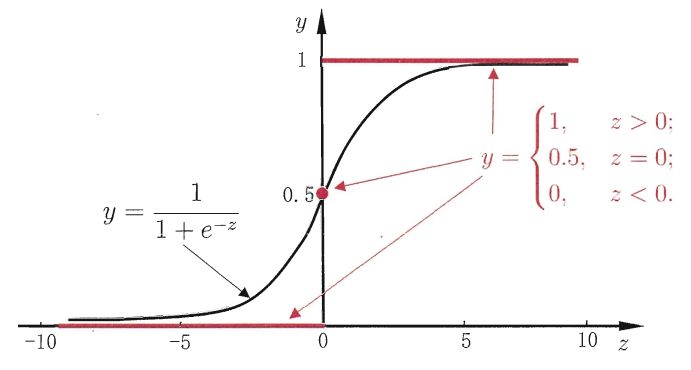 y
1
y = { 1, z > 0;
0.5, z = 0;
0, z < 0.
0.5
y = 1 / (1 + e^{-z})
-10 -5 0 5 10 z